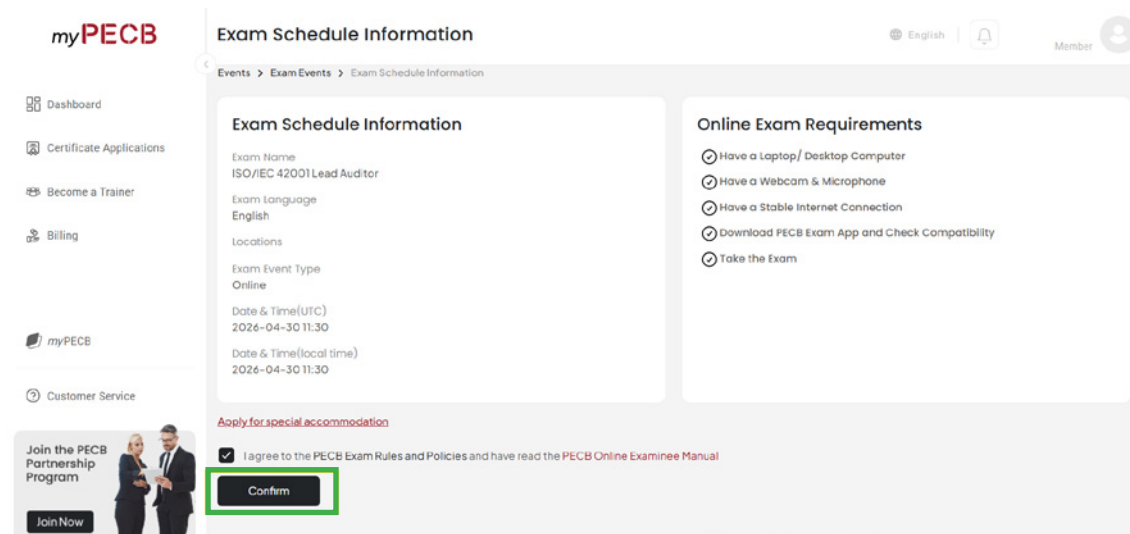 myPECB
Exam Schedule Information
English
Member
Events > Exam Events > Exam Schedule Information
Dashboard
Certificate Applications
Become a Trainer
Billing
myPECB
Customer Service
Join the PECB
Partnership
Program
Join Now
Exam Schedule Information
Exam Name
ISO/IEC 42001 Lead Auditor
Exam Language
English
Locations
Exam Event Type
Online
Date & Time(UTC)
2026-04-30 11:30
Date & Time(local time)
2026-04-30 11:30
Online Exam Requirements
Have a Laptop/ Desktop Computer
Have a Webcam & Microphone
Have a Stable Internet Connection
Download PECB Exam App and Check Compatibility
Take the Exam
Apply for special accommodation
I agree to the PECB Exam Rules and Policies and have read the PECB Online Examinee Manual
Confirm